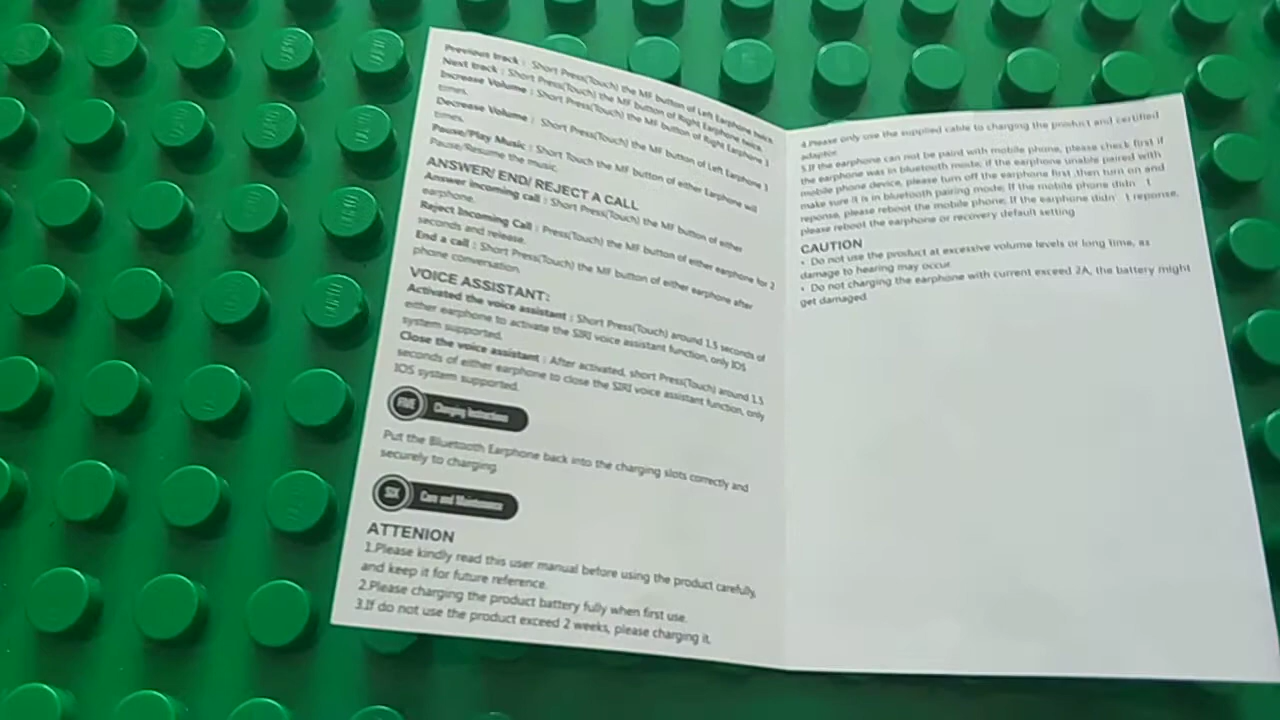 Previous track : Short Press(Touch) the MF button of Left Earphone twice.
Next track : Short Press(Touch) the MF button of Right Earphone twice.
Increase Volume : Short Press(Touch) the MF button of Right Earphone 3
times.
Decrease Volume : Short Press(Touch) the MF button of Left Earphone 3
times.
Pause/Play Music : Short Touch the MF button of either Earphone will
Pause/Resume the music.
ANSWER/ END/ REJECT A CALL
Answer incoming call : Short Press(Touch) the MF button of either
earphone.
Reject Incoming Call : Press(Touch) the MF button of either earphone for 2
seconds and release.
End a call : Short Press(Touch) the MF button of either earphone after
phone conversation.
VOICE ASSISTANT:
Activated the voice assistant : Short Press(Touch) around 1.5 seconds of
either earphone to activate the SIRI voice assistant function, only IOS
system supported.
Close the voice assistant : After activated, short Press(Touch) around 1.5
seconds of either earphone to close the SIRI voice assistant function, only
IOS system supported.
FIVE Charging Instructions
Put the Bluetooth Earphone back into the charging slots correctly and
securely to charging.
SIX Care and Maintenance
ATTENION
1.Please kindly read this user manual before using the product carefully,
and keep it for future reference.
2.Please charging the product battery fully when first use.
3.If do not use the product exceed 2 weeks, please charging it.
4.Please only use the supplied cable to charging the product and certified
adaptor.
5.If the earphone can not be paird with mobile phone, please check first if
the earphone was in bluetooth mode; if the earphone unable paired with
mobile phone device, please turn off the earphone first ,then turn on and
make sure it is in bluetooth pairing mode; If the mobile phone didn't
reponse, please reboot the mobile phone; If the earphone didn't reponse,
please reboot the earphone or recovery default setting
CAUTION
• Do not use the product at excessive volume levels or long time, as
damage to hearing may occur.
• Do not charging the earphone with current exceed 2A, the battery might
get damaged.